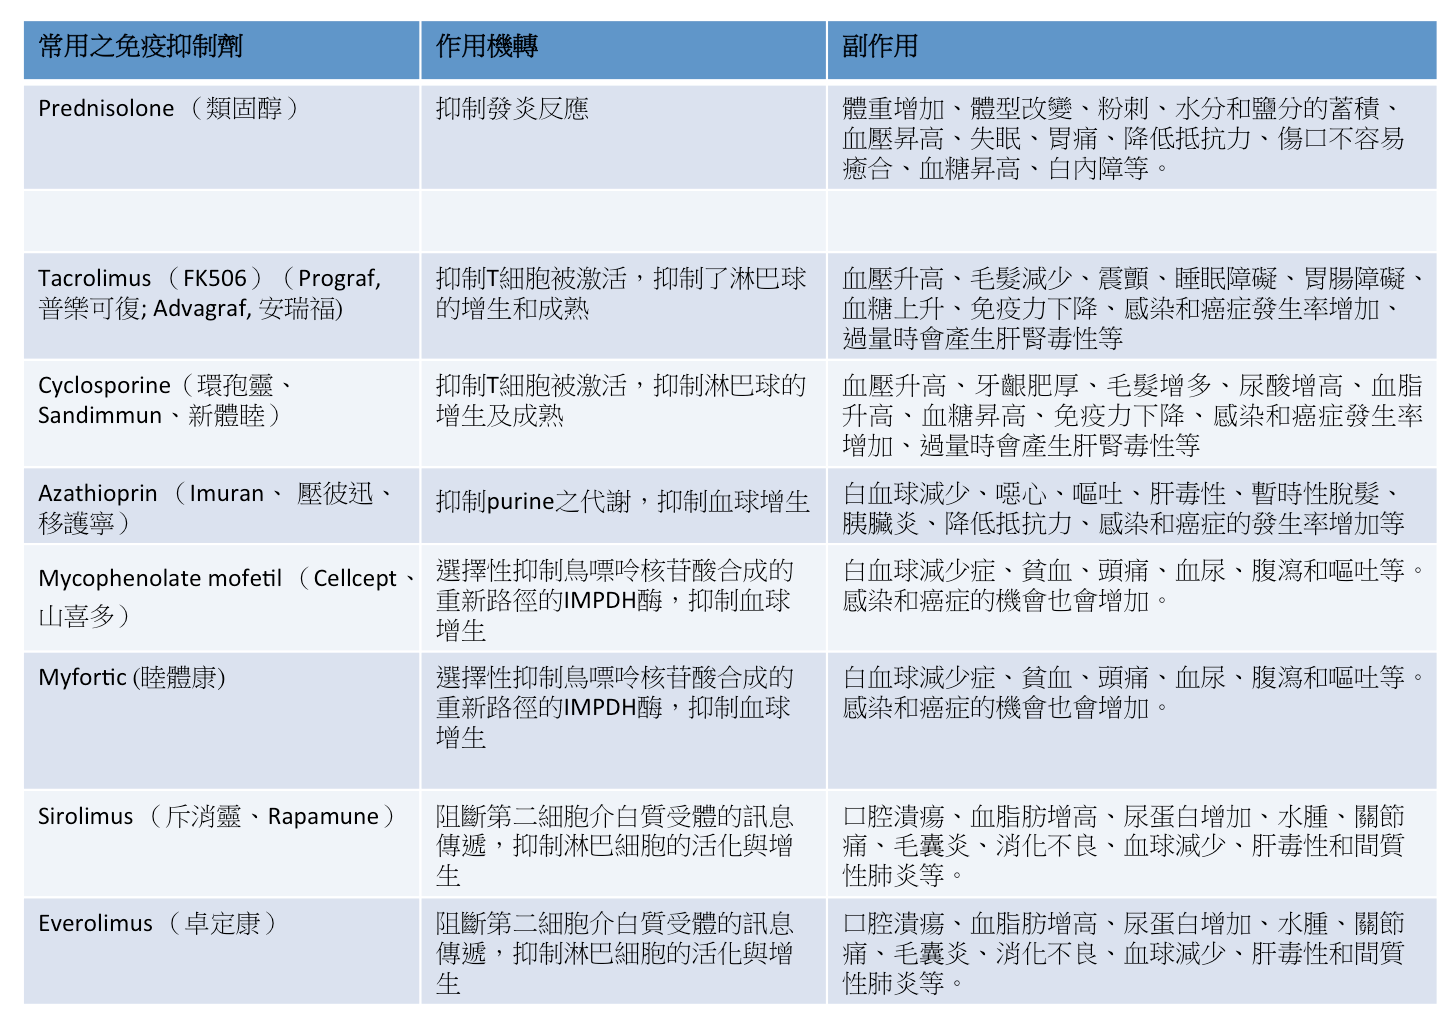 常用之免疫抑制劑
作用機轉
副作用
Prednisolone （類固醇）
抑制發炎反應
體重增加、體型改變、粉刺、水分和鹽分的蓄積、
血壓昇高、失眠、胃痛、降低抵抗力、傷口不容易
癒合、血糖昇高、白內障等。
Tacrolimus （FK506）（Prograf,
普樂可復; Advagraf, 安瑞福)
抑制T細胞被激活，抑制了淋巴球
的增生和成熟
血壓升高、毛髮減少、震顫、睡眠障礙、胃腸障礙、
血糖上升、免疫力下降、感染和癌症發生率增加、
過量時會產生肝腎毒性等
Cyclosporine（環孢靈、
Sandimmun、新體睦）
抑制T細胞被激活，抑制淋巴球的
增生及成熟
血壓升高、牙齦肥厚、毛髮增多、尿酸增高、血脂
升高、血糖昇高、免疫力下降、感染和癌症發生率
增加、過量時會產生肝腎毒性等
Azathioprin （Imuran、 壓彼迅、
移護寧）
抑制purine之代謝，抑制血球增生
白血球減少、噁心、嘔吐、肝毒性、暫時性脫髮、
胰臟炎、降低抵抗力、感染和癌症的發生率增加等
Mycophenolate mofetil （Cellcept、
山喜多）
選擇性抑制鳥嘌呤核苷酸合成的
重新路徑的IMPDH酶，抑制血球
增生
白血球減少症、貧血、頭痛、血尿、腹瀉和嘔吐等。
感染和癌症的機會也會增加。
Myfortic (睦體康)
選擇性抑制鳥嘌呤核苷酸合成的
重新路徑的IMPDH酶，抑制血球
增生
白血球減少症、貧血、頭痛、血尿、腹瀉和嘔吐等。
感染和癌症的機會也會增加。
Sirolimus （斥消靈、Rapamune）
阻斷第二細胞介白質受體的訊息
傳遞，抑制淋巴細胞的活化與增
生
口腔潰瘍、血脂肪增高、尿蛋白增加、水腫、關節
痛、毛囊炎、消化不良、血球減少、肝毒性和間質
性肺炎等。
Everolimus （卓定康）
阻斷第二細胞介白質受體的訊息
傳遞，抑制淋巴細胞的活化與增
生
口腔潰瘍、血脂肪增高、尿蛋白增加、水腫、關節
痛、毛囊炎、消化不良、血球減少、肝毒性和間質
性肺炎等。